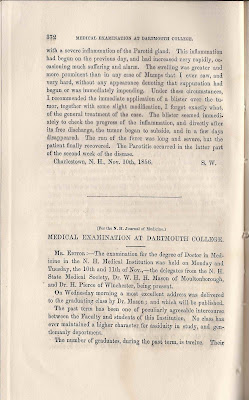 372 MEDICAL EXAMINATION AT DARTMOUTH COLLEGE.
with a severe inflammation of the Parotid gland. This inflammation
had begun on the previous day, and had increased very rapidly, oc-
casioning much suffering and alarm. The swelling was greater and
more prominent than in any case of Mumps that I ever saw, and
very hard, without any appearance denoting that suppuration had
begun or was immediately impending. Under these circumstances,
I recommended the immediate application of a blister over the tu-
mor, together with some slight modification, I forget exactly what,
of the general treatment of the case. The blister seemed immedi-
ately to check the progress of the inflammation, and directly after
its free discharge, the tumor began to subside, and in a few days
disappeared. The run of the fever was long and severe, but the
patient finally recovered. The Parotitis occurred in the latter part
of the second week of the disease.
Charlestown, N. H., Nov. 10th, 1856. S. W.
[For the N. H. Journal of Medicine.]
MEDICAL EXAMINATION AT DARTMOUTH COLLEGE.
MR. EDITOR:—The examination for the degree of Doctor in Medi-
cine in the N. H. Medical Institution was held on Monday and
Tuesday, the 10th and 11th of Nov.,—the delegates from the N. H.
State Medical Society, Dr. W. H. H. Mason of Moultonborough,
and Dr. H. Pierce of Winchester, being present.
On Wednesday morning a most excellent address was delivered
to the graduating class by Dr. Mason; and which will be published.
The past term has been one of peculiarly agreeable intercourse
between the Faculty and students of this Institution. No class has
ever maintained a higher character for assiduity in study, and gen-
tlemanly deportment.
The number of graduates, during the past term, is twelve. Their